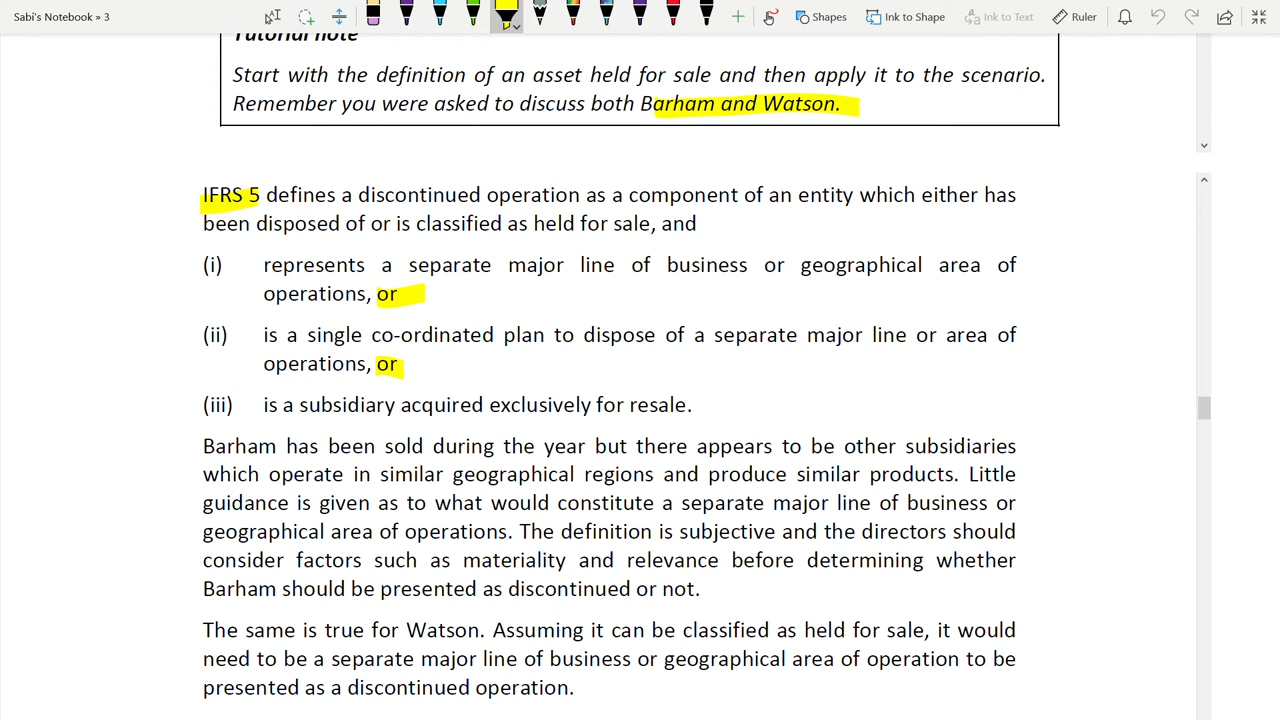 Sabi's Notebook » 3
Shapes
Ink to Shape
Ink to Text
Ruler
Tutorial note
Start with the definition of an asset held for sale and then apply it to the scenario.
Remember you were asked to discuss both Barham and Watson.
IFRS 5 defines a discontinued operation as a component of an entity which either has
been disposed of or is classified as held for sale, and
(i) represents a separate major line of business or geographical area of
operations, or
(ii) is a single co-ordinated plan to dispose of a separate major line or area of
operations, or
(iii) is a subsidiary acquired exclusively for resale.
Barham has been sold during the year but there appears to be other subsidiaries
which operate in similar geographical regions and produce similar products. Little
guidance is given as to what would constitute a separate major line of business or
geographical area of operations. The definition is subjective and the directors should
consider factors such as materiality and relevance before determining whether
Barham should be presented as discontinued or not.
The same is true for Watson. Assuming it can be classified as held for sale, it would
need to be a separate major line of business or geographical area of operation to be
presented as a discontinued operation.